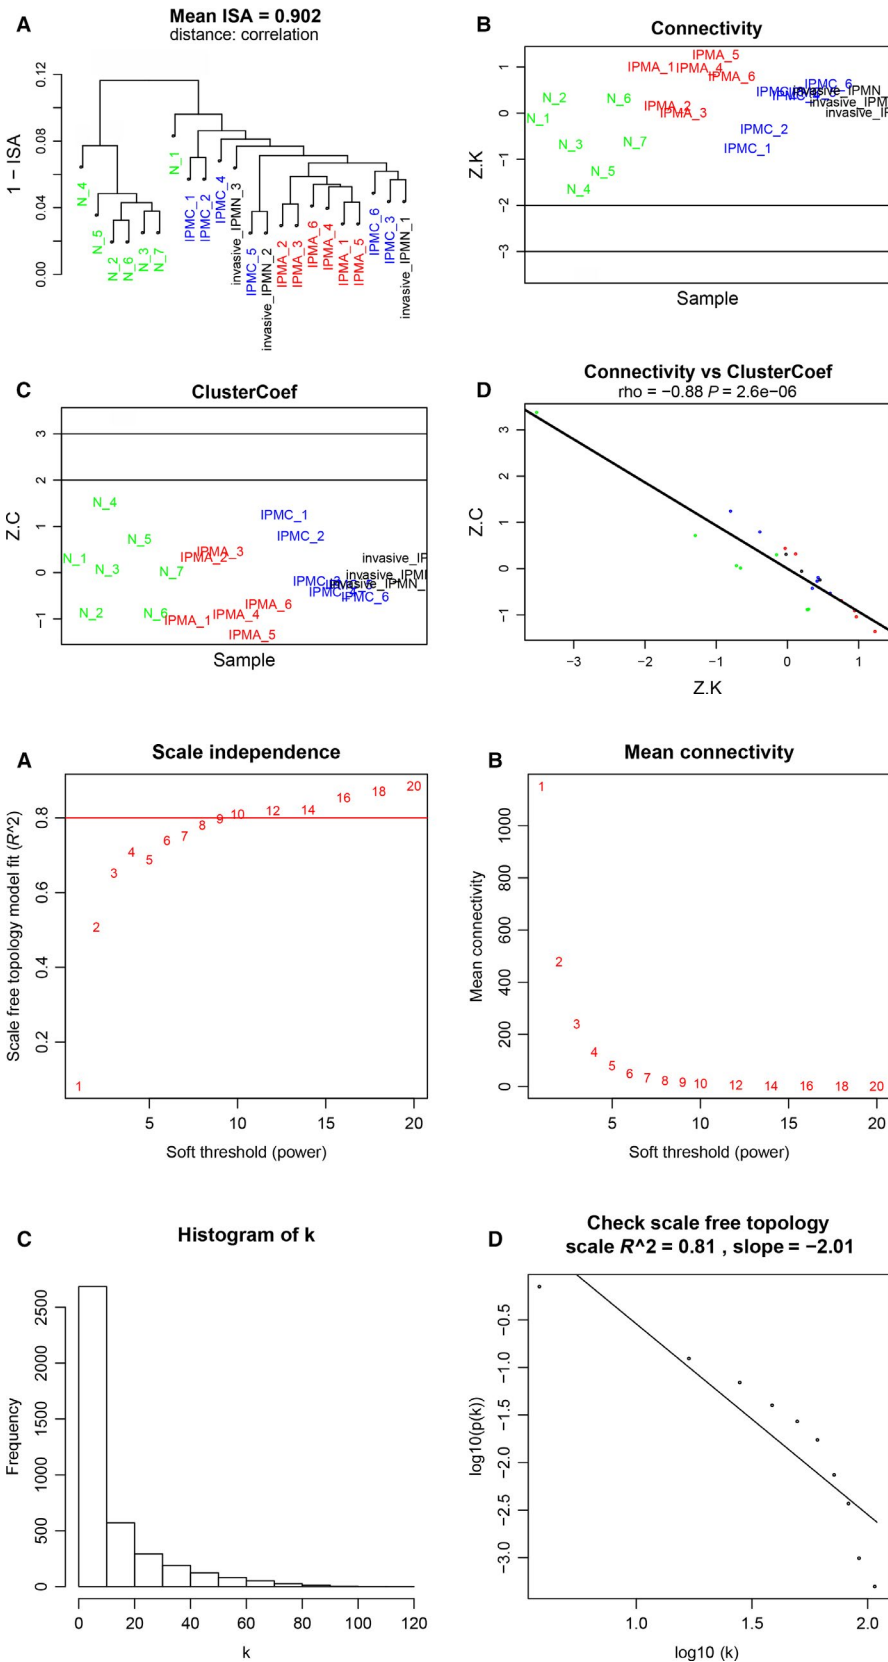 A
Mean ISA = 0.902
distance: correlation
1 − ISA
0.12
0.08
0.04
0.00
N_4
N_5
N_2
N_6
N_3
N_7
N_1
IPMC_1
IPMC_2
IPMC_4
invasive_IPMN_3
IPMC_5
invasive_IPMN_2
IPMA_2
IPMA_3
IPMA_6
IPMA_4
IPMA_1
IPMA_5
IPMC_6
IPMC_3
invasive_IPMN_1
B
Connectivity
Z.K
1
0
−1
−2
−3
N_1
N_2
N_3
N_4
N_5
N_6
N_7
IPMA_1
IPMA_2
IPMA_3
IPMA_4
IPMA_5
IPMA_6
IPMC_1
IPMC_2
IPMC_6
invasive_IPMN_
invasive_IPM
invasive_IP
Sample
C
ClusterCoef
Z.C
3
2
1
0
−1
N_1
N_2
N_3
N_4
N_5
N_6
N_7
IPMA_1
IPMA_2
IPMA_3
IPMA_4
IPMA_5
IPMA_6
IPMC_1
IPMC_2
IPMC_6
invasive_IP
invasive_IPM
invasive_IPMN_
Sample
D
Connectivity vs ClusterCoef
rho = −0.88 P = 2.6e−06
Z.C
3
2
1
0
−1
−3 −2 −1 0 1
Z.K
A
Scale independence
Scale free topology model fit (R^2)
0.8
0.6
0.4
0.2
1
2
3
4
5
6
7
8
9
10
12
14
16
18
20
5 10 15 20
Soft threshold (power)
B
Mean connectivity
Mean connectivity
1000
800
600
400
200
0
1
2
3
4
5
6
7
8
9
10
12
14
16
18
20
5 10 15 20
Soft threshold (power)
C
Histogram of k
Frequency
2500
2000
1500
1000
500
0
0 20 40 60 80 100 120
k
D
Check scale free topology
scale R^2 = 0.81 , slope = −2.01
log10(p(k))
−0.5
−1.0
−1.5
−2.0
−2.5
−3.0
1.0 1.5 2.0
log10 (k)